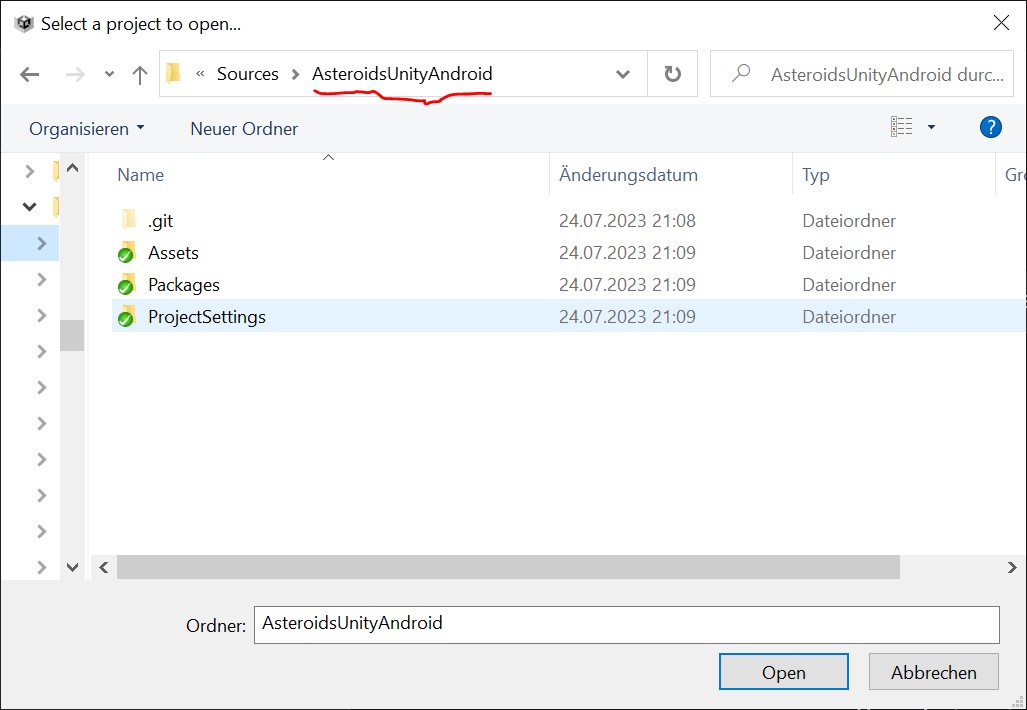 Select a project to open...
« Sources > AsteroidsUnityAndroid
AsteroidsUnityAndroid durc...
Organisieren
Neuer Ordner
?
Name Änderungsdatum Typ Grö
.git 24.07.2023 21:08 Dateiordner
Assets 24.07.2023 21:09 Dateiordner
Packages 24.07.2023 21:09 Dateiordner
ProjectSettings 24.07.2023 21:09 Dateiordner
Ordner: AsteroidsUnityAndroid
Open Abbrechen